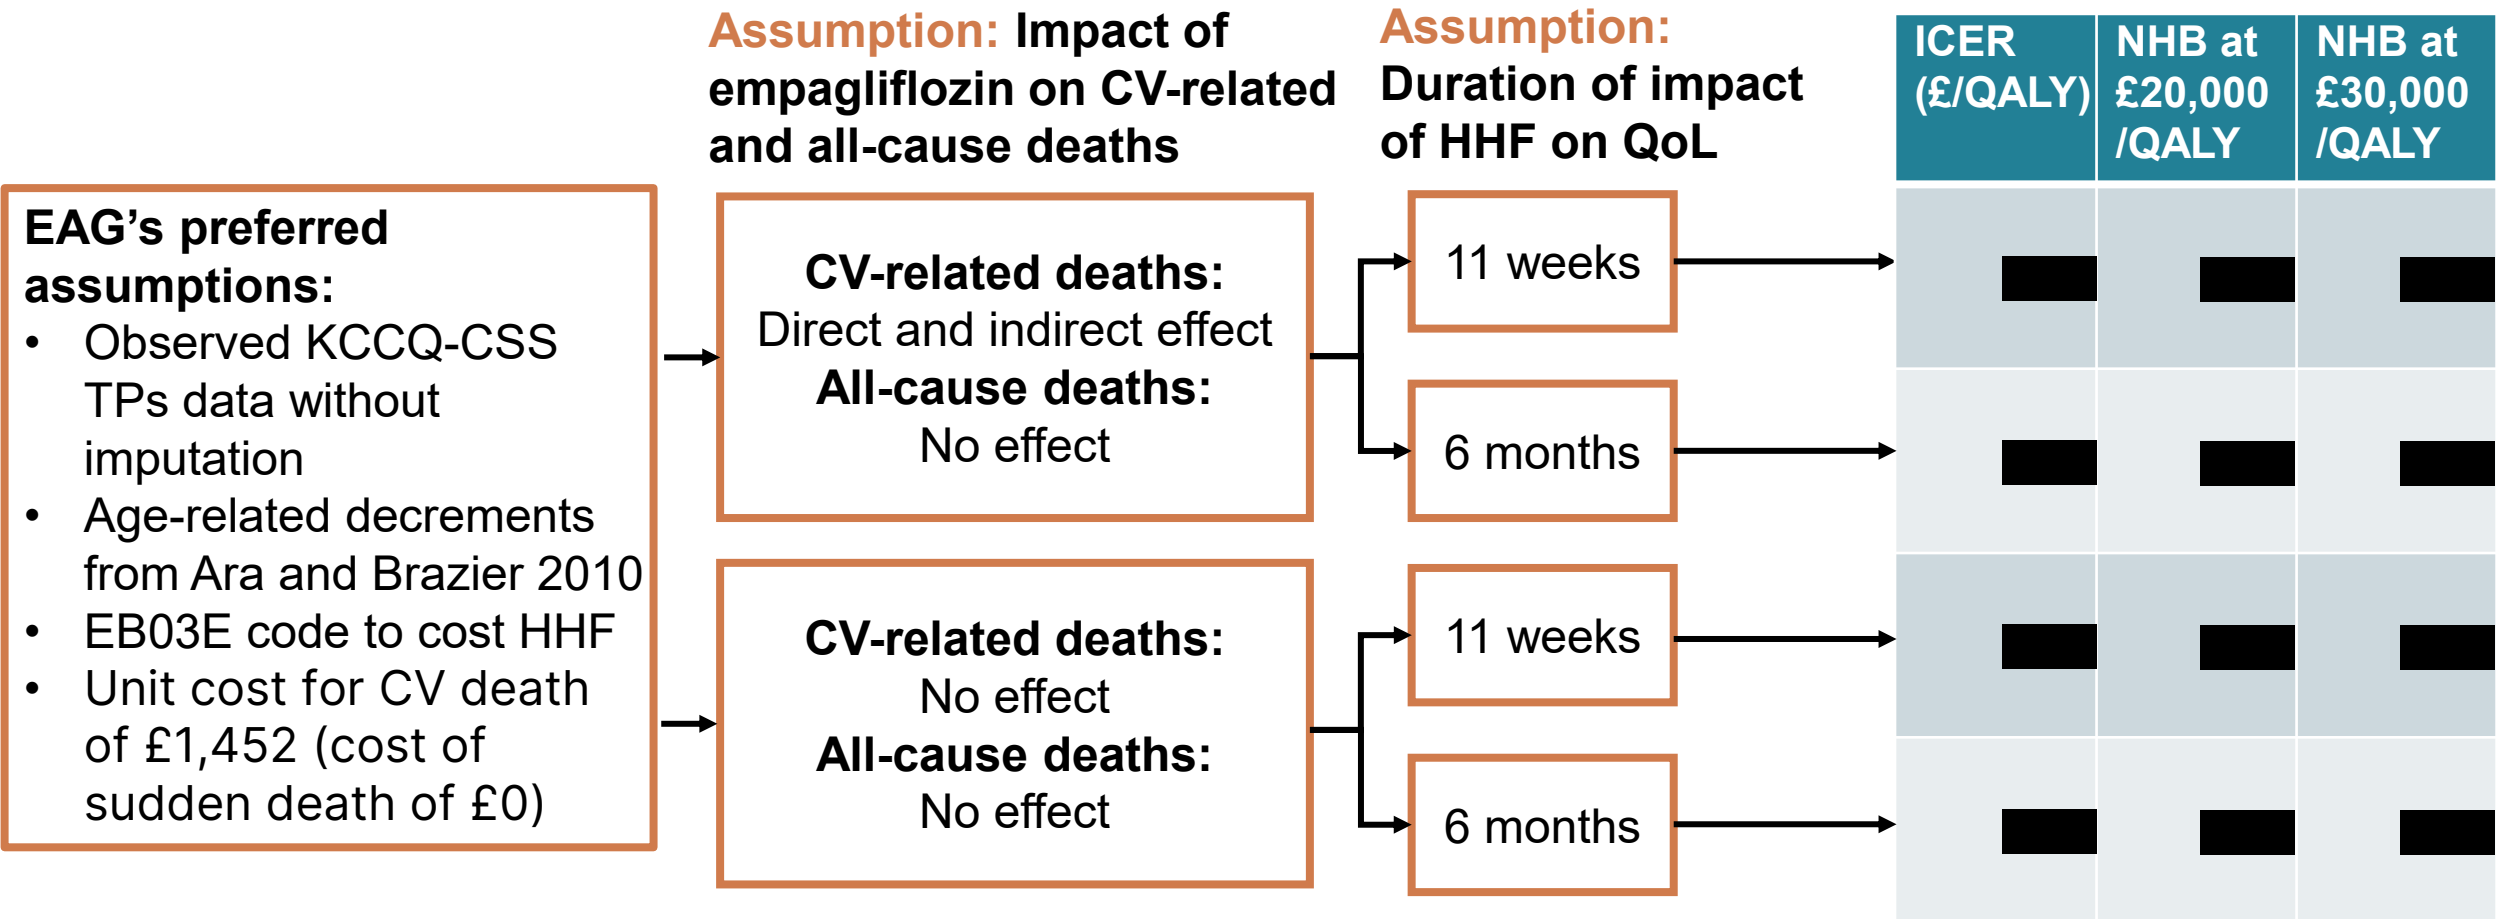 Assumption: Impact of
empagliflozin on CV-related
and all-cause deaths
Assumption:
Duration of impact
of HHF on QoL
ICER
(£/QALY)
NHB at
£20,000
/QALY
NHB at
£30,000
/QALY
EAG's preferred
assumptions:
• Observed KCCQ-CSS
TPs data without
imputation
• Age-related decrements
from Ara and Brazier 2010
• EB03E code to cost HHF
• Unit cost for CV death
of £1,452 (cost of
sudden death of £0)
CV-related deaths:
Direct and indirect effect
All-cause deaths:
No effect
11 weeks
6 months
CV-related deaths:
No effect
All-cause deaths:
No effect
11 weeks
6 months